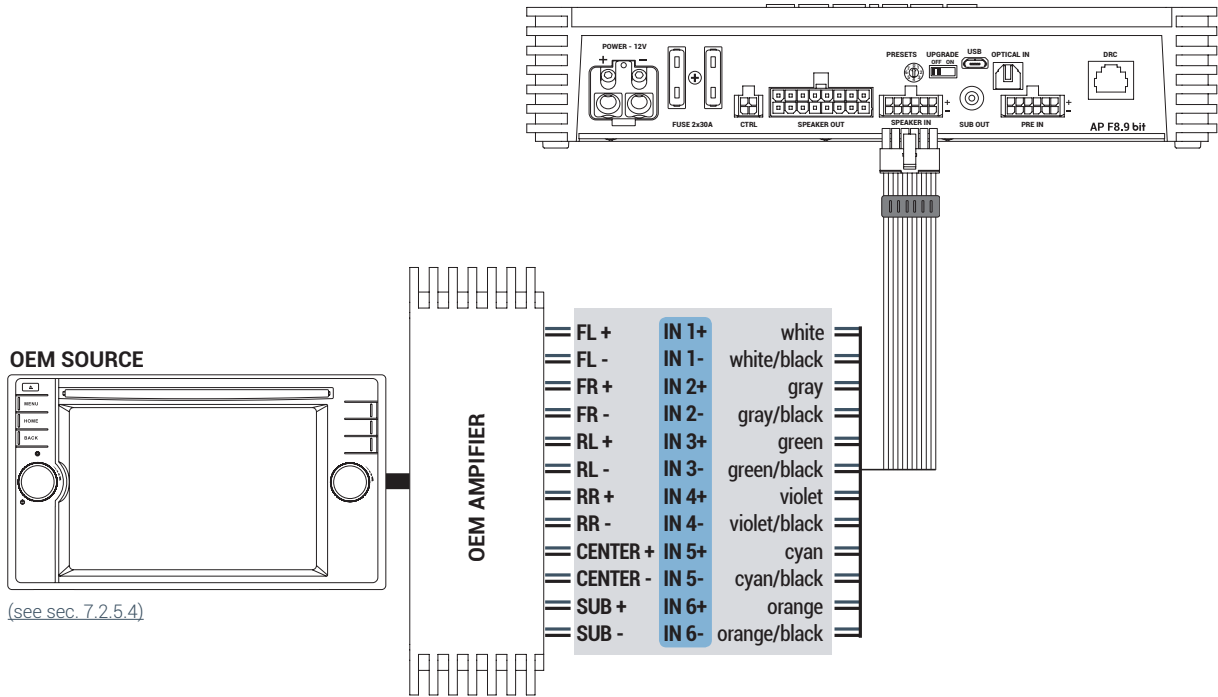 POWER - 12V
+ -
FUSE 2x30A
CTRL
SPEAKER OUT
PRESETS
UPGRADE
OFF ON
USB
OPTICAL IN
DRC
SPEAKER IN
+
-
SUB OUT
PRE IN
+
-
AP F8.9 bit
OEM SOURCE
MENU
HOME
BACK
(see sec. 7.2.5.4)
OEM AMPIFIER
FL + IN 1+ white
FL - IN 1- white/black
FR + IN 2+ gray
FR - IN 2- gray/black
RL + IN 3+ green
RL - IN 3- green/black
RR + IN 4+ violet
RR - IN 4- violet/black
CENTER + IN 5+ cyan
CENTER - IN 5- cyan/black
SUB + IN 6+ orange
SUB - IN 6- orange/black